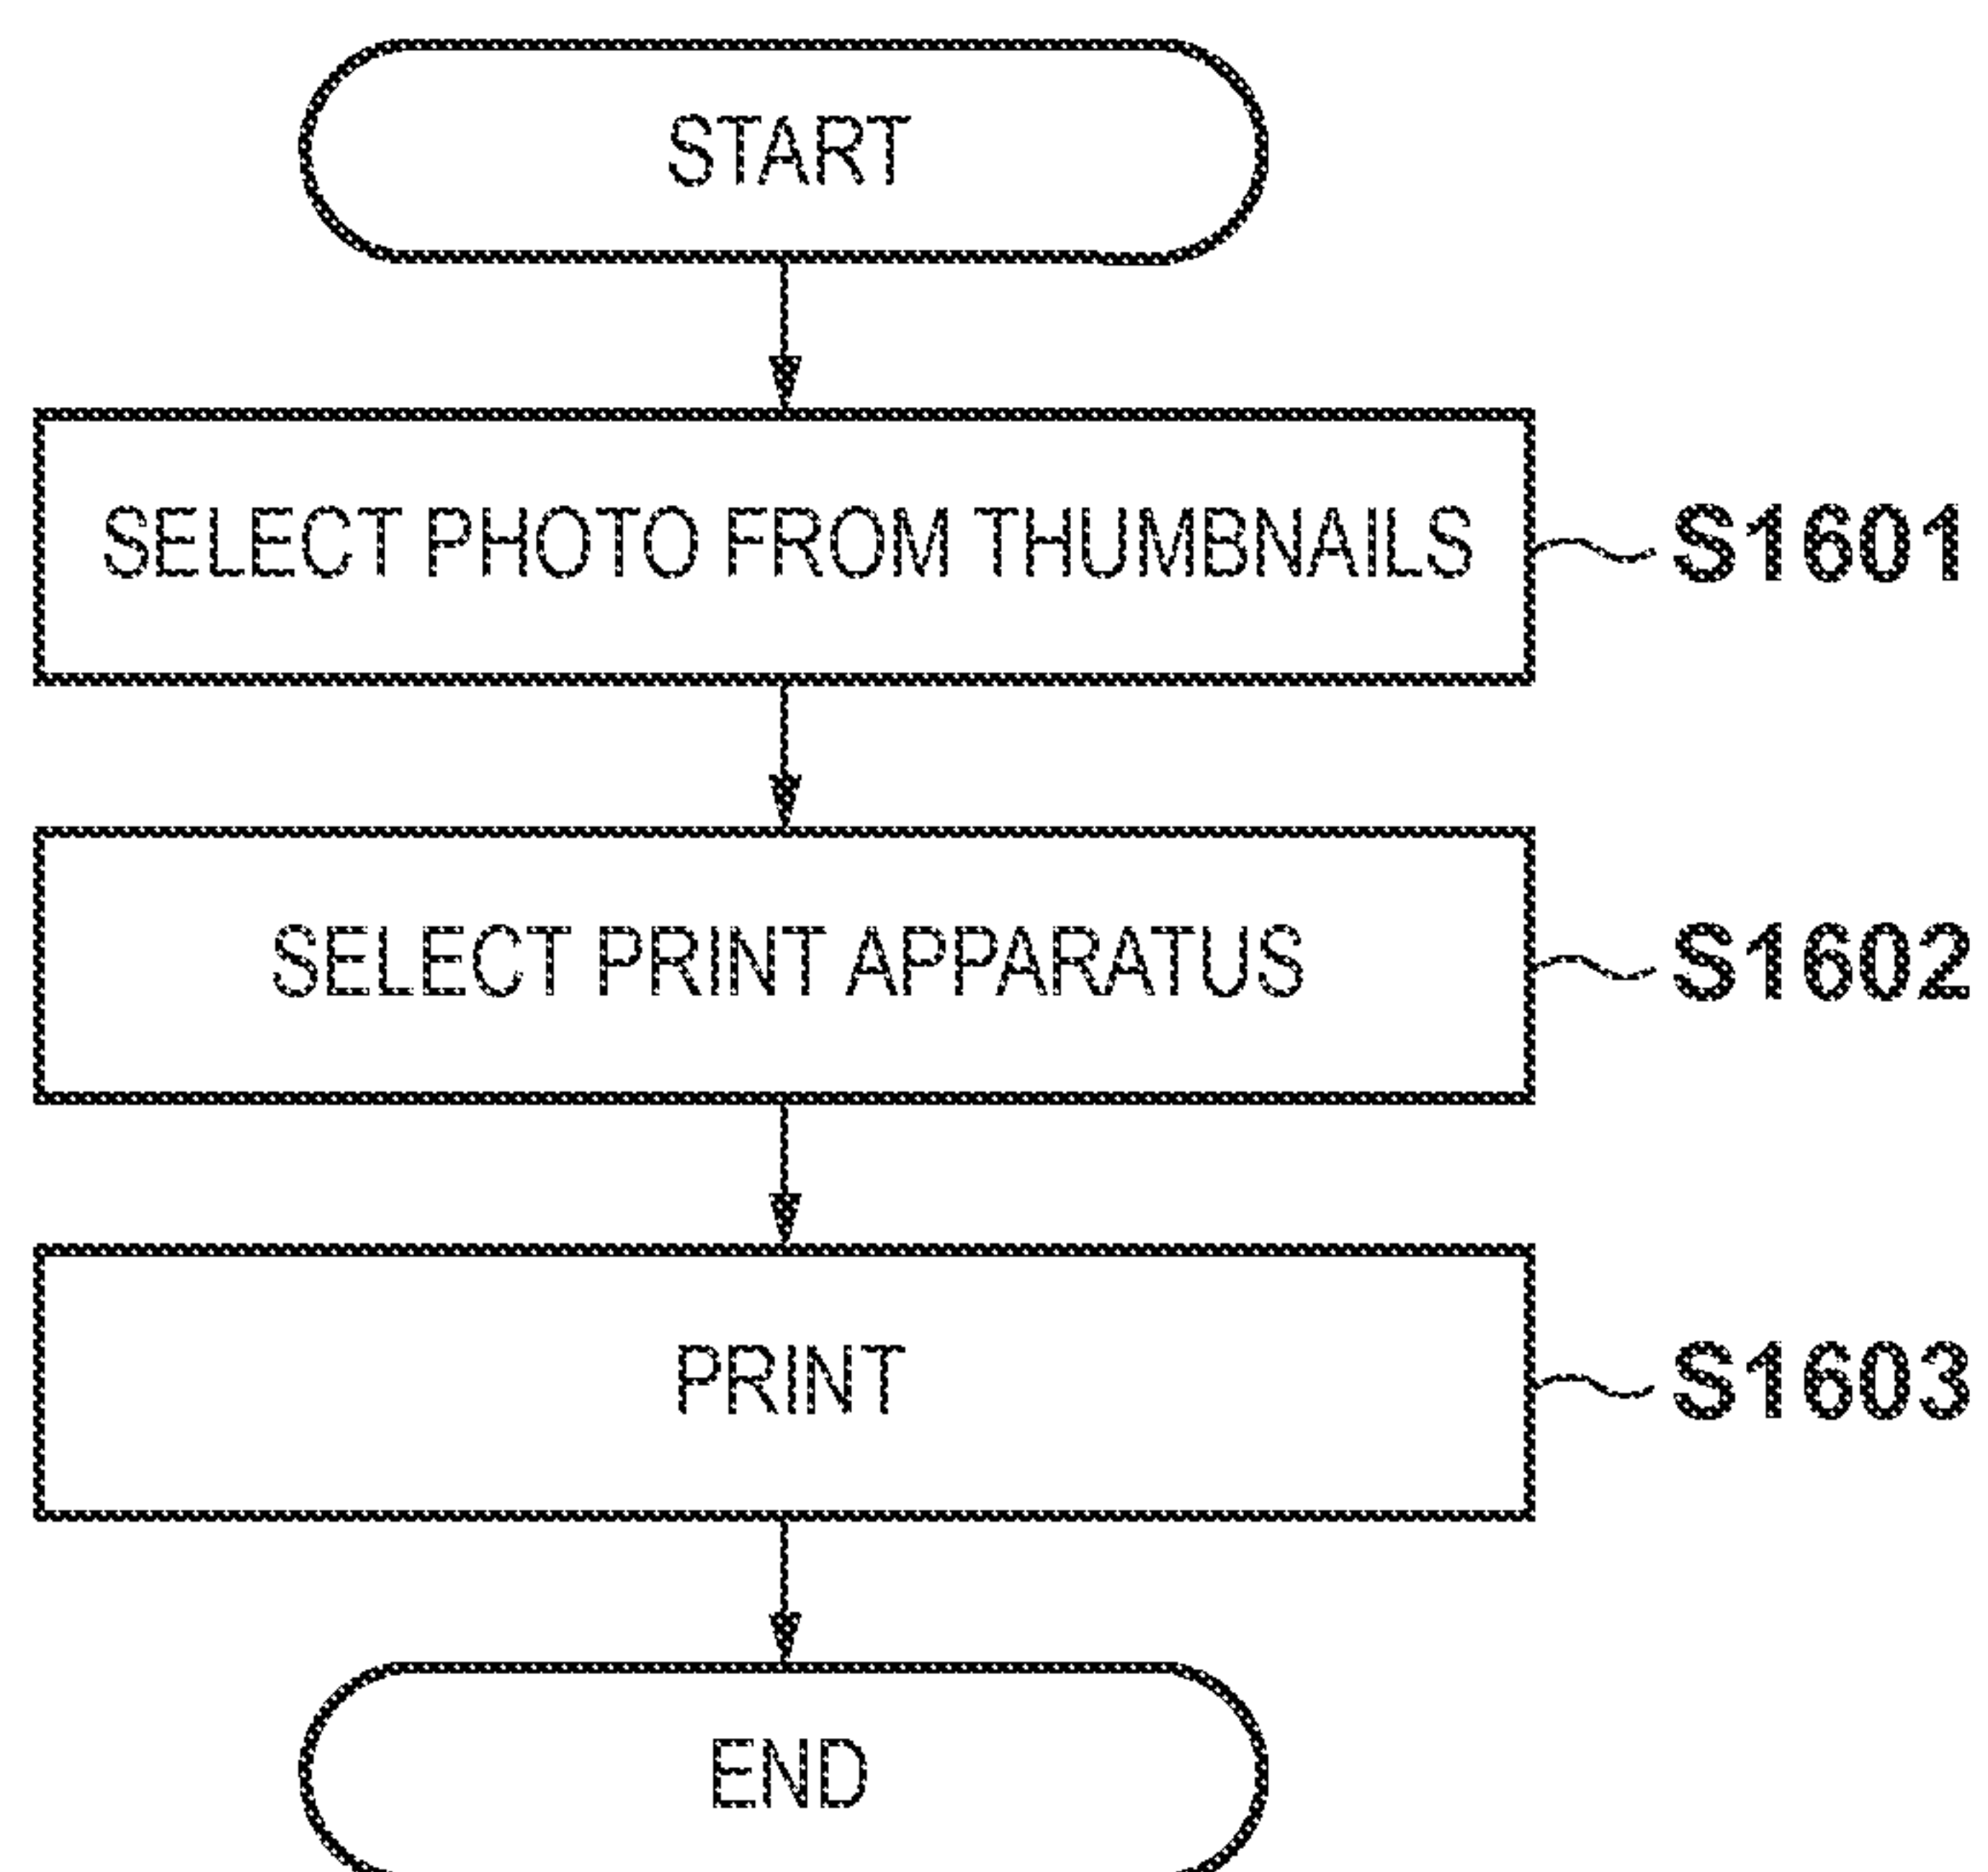 START
SELECT PHOTO FROM THUMBNAILS S1601
SELECT PRINT APPARATUS S1602
PRINT S1603
END